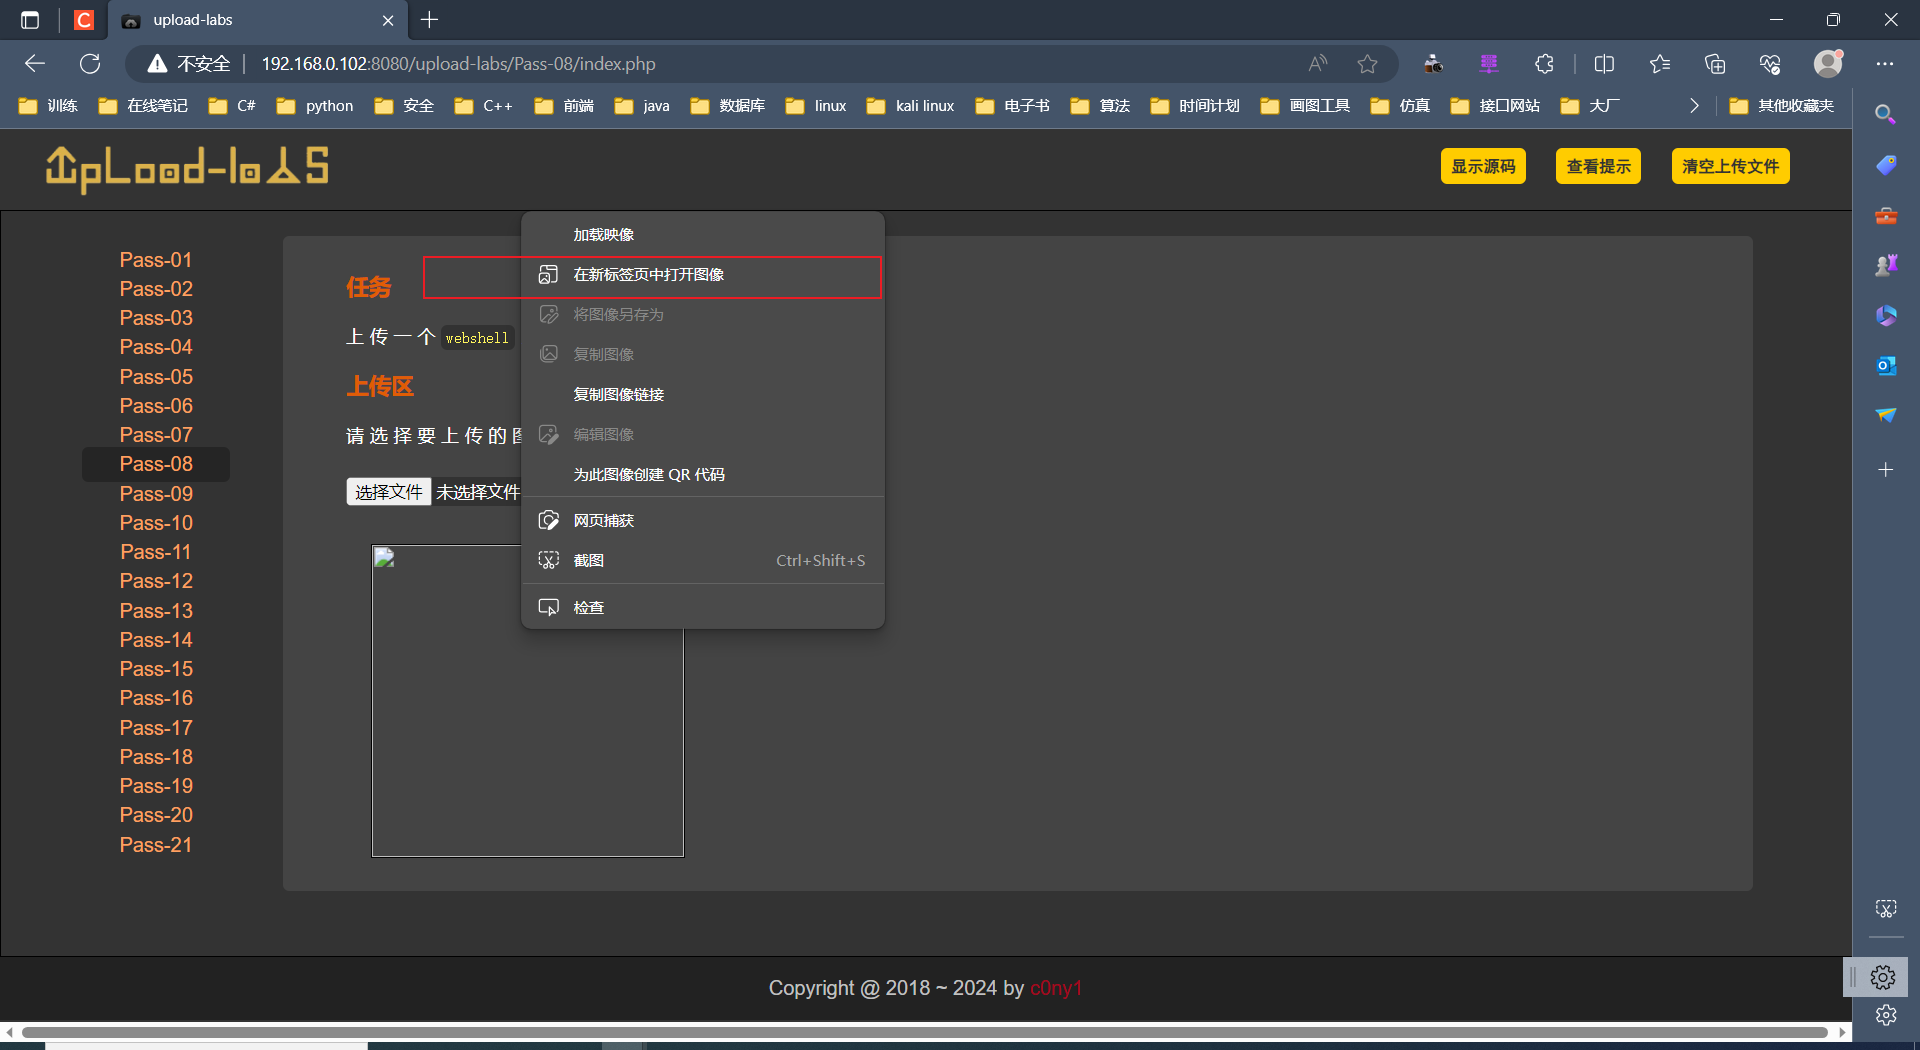 upload-labs
不安全
192.168.0.102:8080/upload-labs/Pass-08/index.php
训练 在线笔记 C# python 安全 C++ 前端 java 数据库 linux kali linux 电子书 算法 时间计划 画图工具 仿真 接口网站 大厂 其他收藏夹
UpLoad-labs
显示源码 查看提示 清空上传文件
Pass-01
Pass-02
Pass-03
Pass-04
Pass-05
Pass-06
Pass-07
Pass-08
Pass-09
Pass-10
Pass-11
Pass-12
Pass-13
Pass-14
Pass-15
Pass-16
Pass-17
Pass-18
Pass-19
Pass-20
Pass-21
任务
上传一个 webshell
上传区
请选择要上传的
选择文件 未选择文件
加载映像
在新标签页中打开图像
将图像另存为
复制图像
复制图像链接
编辑图像
为此图像创建 QR 代码
网页捕获
截图 Ctrl+Shift+S
检查
Copyright @ 2018 ~ 2024 by c0ny1